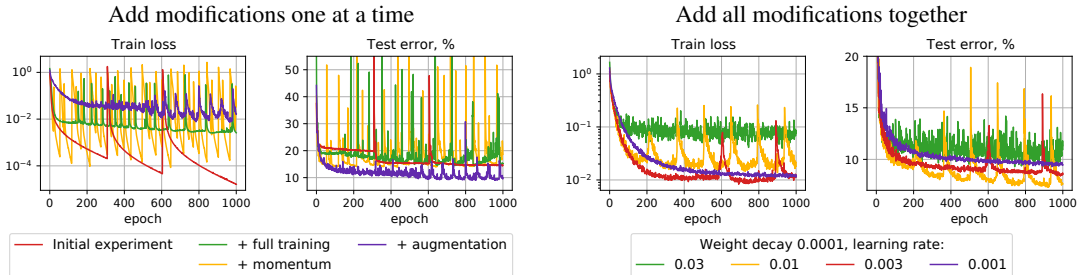 Add modifications one at a time
Train loss
Test error, %
10⁰
10⁻²
10⁻⁴
50
40
30
20
10
0 200 400 600 800 1000
epoch
0 200 400 600 800 1000
epoch
Initial experiment
+ full training
+ augmentation
+ momentum
Add all modifications together
Train loss
Test error, %
10⁰
10⁻¹
10⁻²
20
15
10
0 200 400 600 800 1000
epoch
0 200 400 600 800 1000
epoch
Weight decay 0.0001, learning rate:
0.03 0.01 0.003 0.001